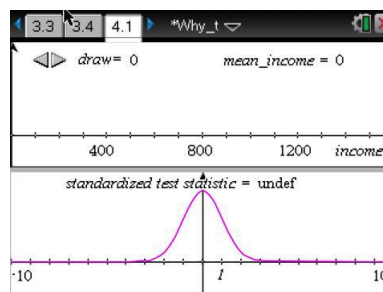 3.3 3.4 4.1 *Why_t
draw= 0 mean_income = 0
400 800 1200 income
standardized test statistic = undef
-10 1 10